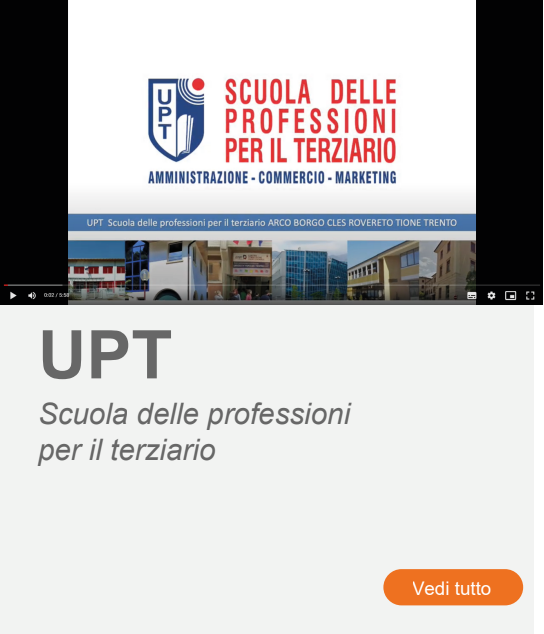 UPT
SCUOLA DELLE
PROFESSIONI
PER IL TERZIARIO
AMMINISTRAZIONE - COMMERCIO - MARKETING
UPT Scuola delle professioni per il terziario ARCO BORGO CLES ROVERETO TIONE TRENTO
0:02 / 5:58
UPT
Scuola delle professioni
per il terziario
Vedi tutto